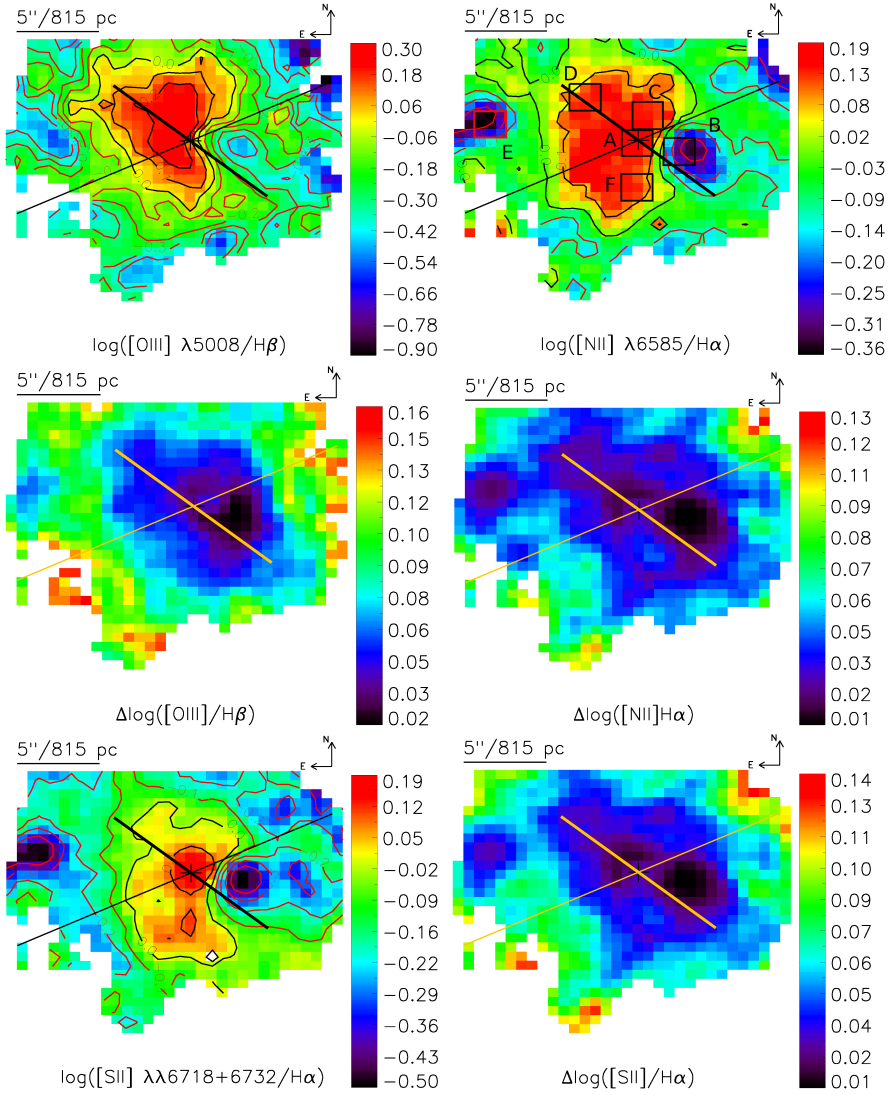 5''/815 pc
N
E
0.30
0.18
0.06
−0.06
−0.18
−0.30
−0.42
−0.54
−0.66
−0.78
−0.90
log([OIII] λ5008/Hβ)
5''/815 pc
N
E
D
C
A
B
E
F
0.19
0.13
0.08
0.02
−0.03
−0.09
−0.14
−0.20
−0.25
−0.31
−0.36
log([NII] λ6585/Hα)
5''/815 pc
N
E
0.16
0.15
0.13
0.12
0.10
0.09
0.08
0.06
0.05
0.03
0.02
Δlog([OIII]/Hβ)
5''/815 pc
N
E
0.13
0.12
0.11
0.10
0.08
0.07
0.06
0.05
0.03
0.02
0.01
Δlog([NII]Hα)
5''/815 pc
N
E
0.19
0.12
0.05
−0.02
−0.09
−0.16
−0.22
−0.29
−0.36
−0.43
−0.50
log([SII] λλ6718+6732/Hα)
5''/815 pc
N
E
0.14
0.13
0.11
0.10
0.09
0.07
0.06
0.05
0.04
0.02
0.01
Δlog([SII]/Hα)